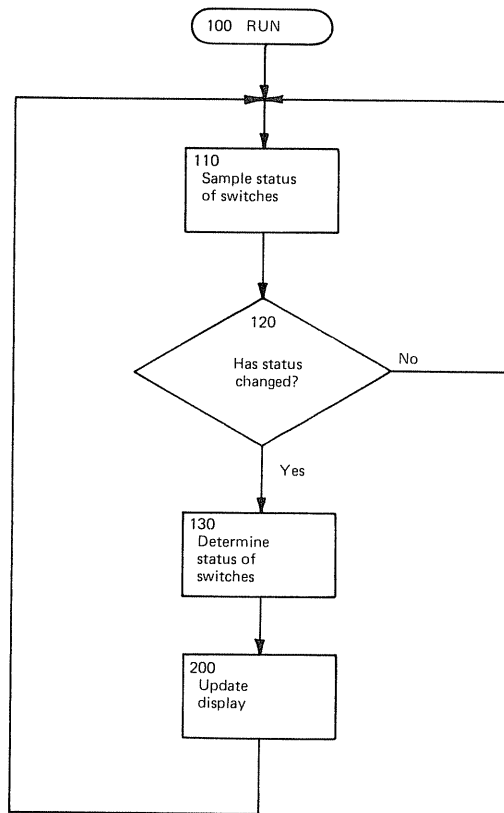 100 RUN
110
Sample status
of switches
120
Has status
changed?
No
Yes
130
Determine
status of
switches
200
Update
display